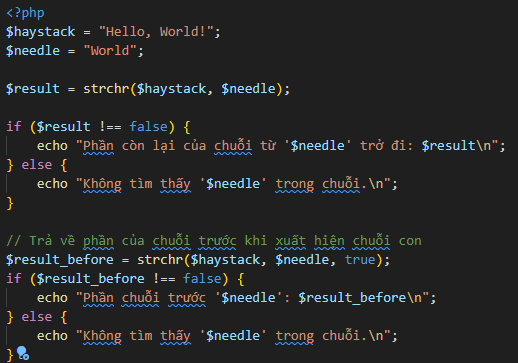 <?php
$haystack = "Hello, World!";
$needle = "World";
$result = strchr($haystack, $needle);
if ($result !== false) {
echo "Phần còn lại của chuỗi từ '$needle' trở đi: $result\n";
} else {
echo "Không tìm thấy '$needle' trong chuỗi.\n";
}
// Trả về phần của chuỗi trước khi xuất hiện chuỗi con
$result_before = strchr($haystack, $needle, true);
if ($result_before !== false) {
echo "Phần chuỗi trước '$needle': $result_before\n";
} else {
echo "Không tìm thấy '$needle' trong chuỗi.\n";
}